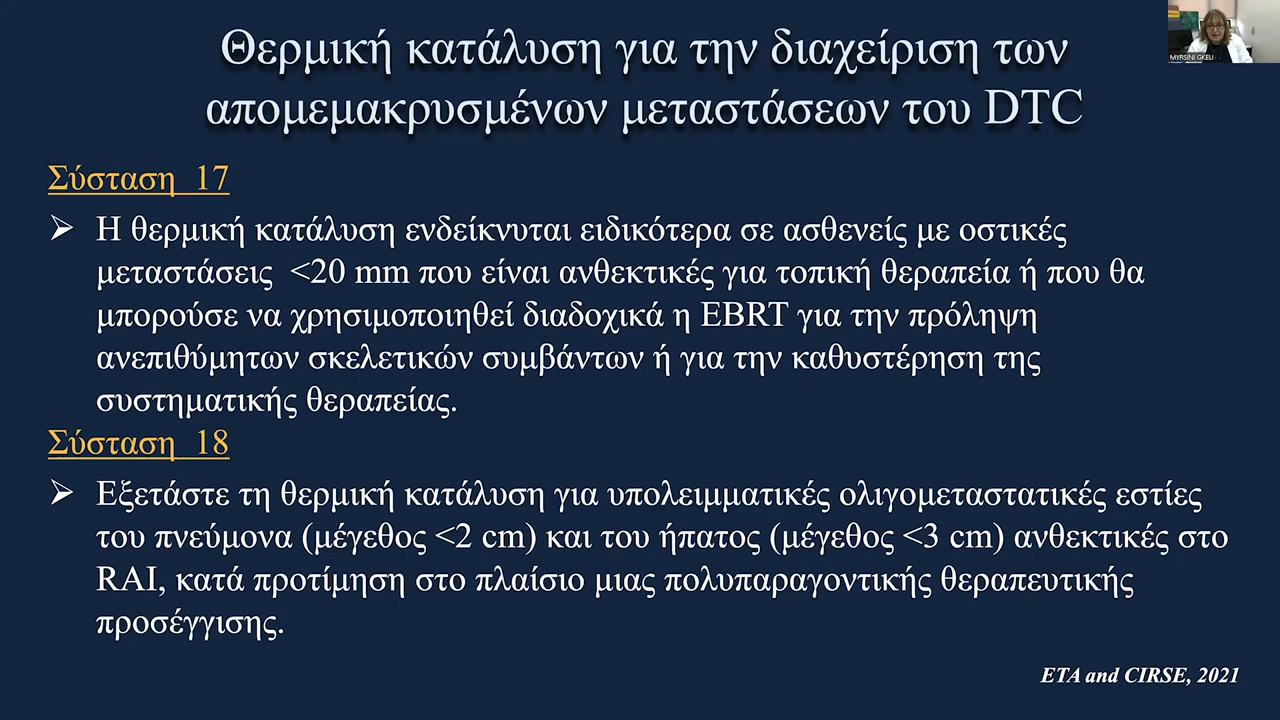 Θερμική κατάλυση για την διαχείριση των
απομεμακρυσμένων μεταστάσεων του DTC
MYRSINI GKELI
Σύσταση 17
➢ Η θερμική κατάλυση ενδείκνυται ειδικότερα σε ασθενείς με οστικές
μεταστάσεις <20 mm που είναι ανθεκτικές για τοπική θεραπεία ή που θα
μπορούσε να χρησιμοποιηθεί διαδοχικά η EBRT για την πρόληψη
ανεπιθύμητων σκελετικών συμβάντων ή για την καθυστέρηση της
συστηματικής θεραπείας.
Σύσταση 18
➢ Εξετάστε τη θερμική κατάλυση για υπολειμματικές ολιγομεταστατικές εστίες
του πνεύμονα (μέγεθος <2 cm) και του ήπατος (μέγεθος <3 cm) ανθεκτικές στο
RAI, κατά προτίμηση στο πλαίσιο μιας πολυπαραγοντικής θεραπευτικής
προσέγγισης.
ETA and CIRSE, 2021